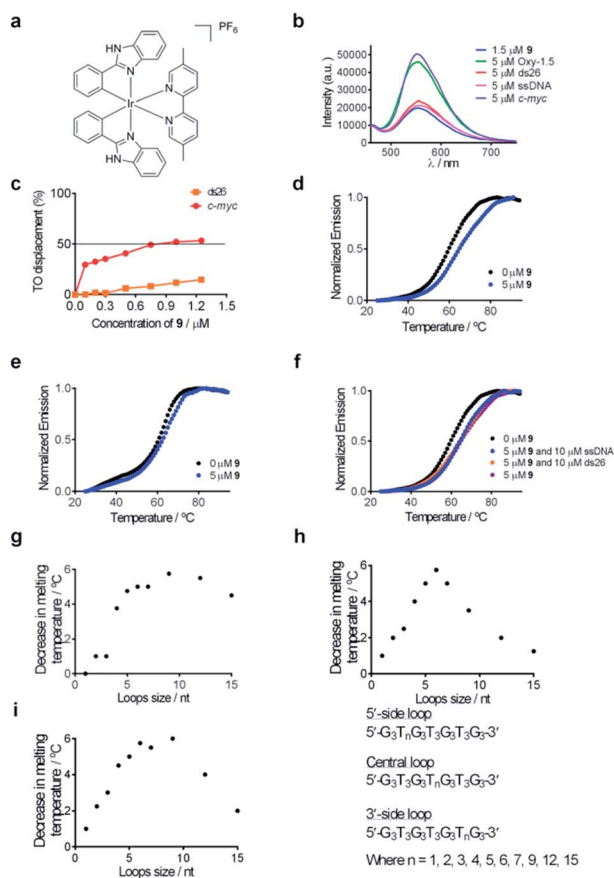 a
PF6
HN
N
N
Ir
N
N
HN
b
Intensity (a.u.)
50000
40000
30000
20000
10000
0
500
600
700
λ / nm
1.5 μM 9
5 μM Oxy-1.5
5 μM ds26
5 μM ssDNA
5 μM c-myc
c
TO displacement (%)
100
50
0
0.0
0.3
0.6
0.9
1.2
1.5
Concentration of 9 / μM
ds26
c-myc
d
Normalized Emission
1.0
0.5
0.0
20
40
60
80
Temperature / ºC
0 μM 9
5 μM 9
e
Normalized Emission
1.0
0.5
0.0
20
40
60
80
Temperature / ºC
0 μM 9
5 μM 9
f
Normalized Emission
1.0
0.5
0.0
20
40
60
80
Temperature / ºC
0 μM 9
5 μM 9 and 10 μM ssDNA
5 μM 9 and 10 μM ds26
5 μM 9
g
Decrease in melting
temperature / ºC
6
4
2
0
0
5
10
15
Loops size / nt
h
Decrease in melting
temperature / ºC
6
4
2
0
0
5
10
15
Loops size / nt
i
Decrease in melting
temperature / ºC
6
4
2
0
0
5
10
15
Loops size / nt
5′-side loop
5′-G3TnG3T3G3T3G3-3′
Central loop
5′-G3T3G3TnG3T3G3-3′
3′-side loop
5′-G3T3G3T3G3TnG3-3′
Where n = 1, 2, 3, 4, 5, 6, 7, 9, 12, 15